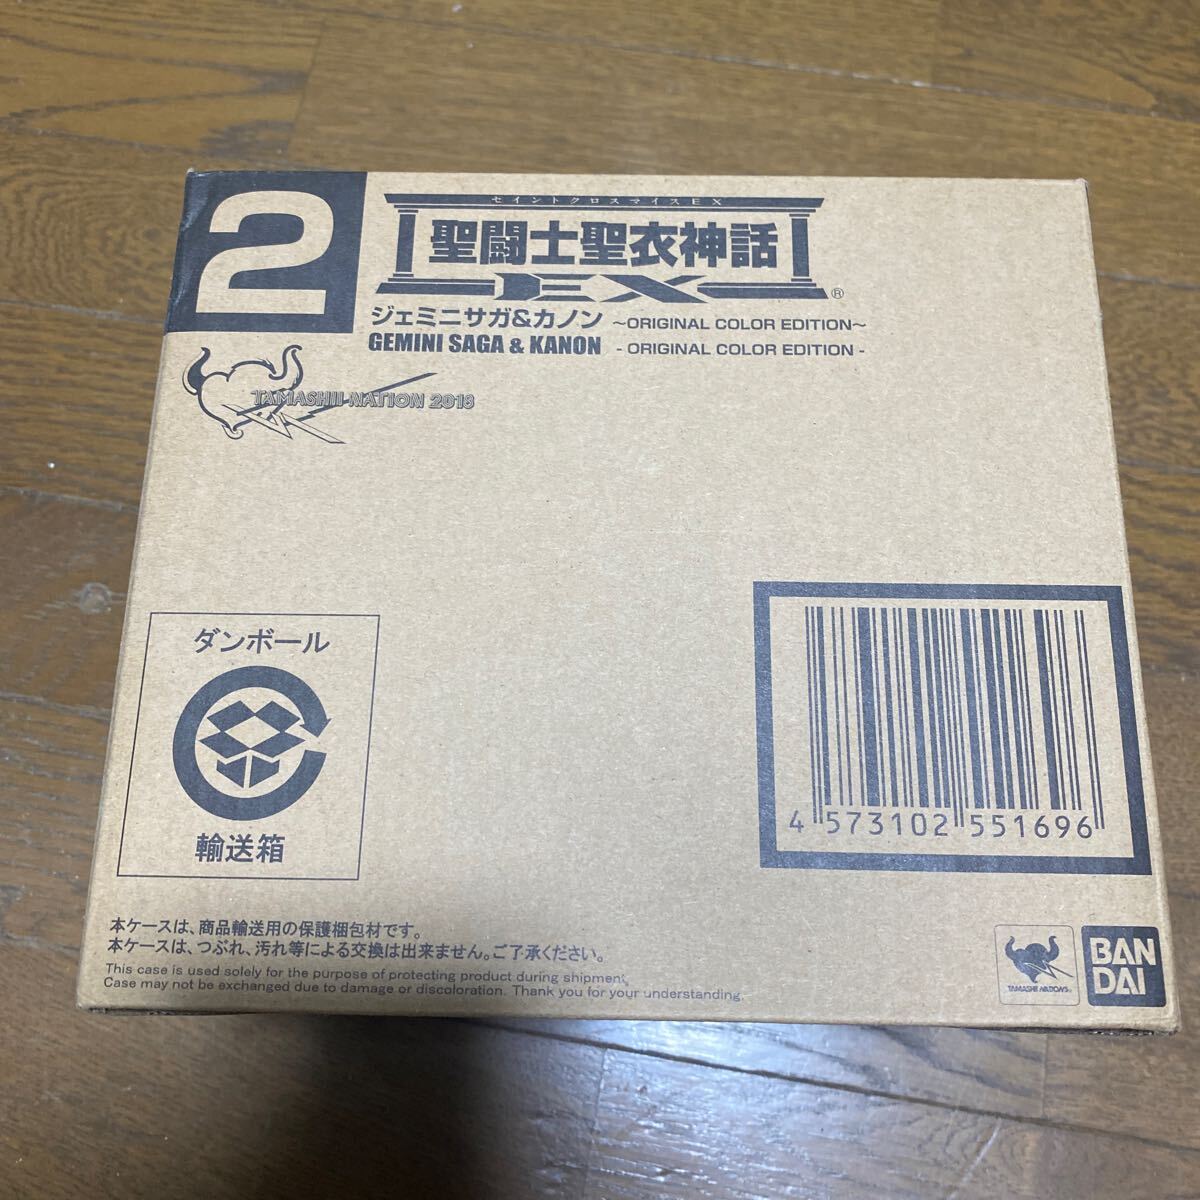 2
セイントクロスマイスEX
聖闘士聖衣神話
EX®
ジェミニサガ&カノン ～ORIGINAL COLOR EDITION～
GEMINI SAGA & KANON - ORIGINAL COLOR EDITION -
TAMASHII NATION 2018
ダンボール
輸送箱
4 573102 551696
本ケースは、商品輸送用の保護梱包材です。
本ケースは、つぶれ、汚れ等による交換は出来ません。ご了承ください。
This case is used solely for the purpose of protecting product during shipment.
Case may not be exchanged due to damage or discoloration. Thank you for your understanding.
TAMASHII NATIONS
BAN
DAI